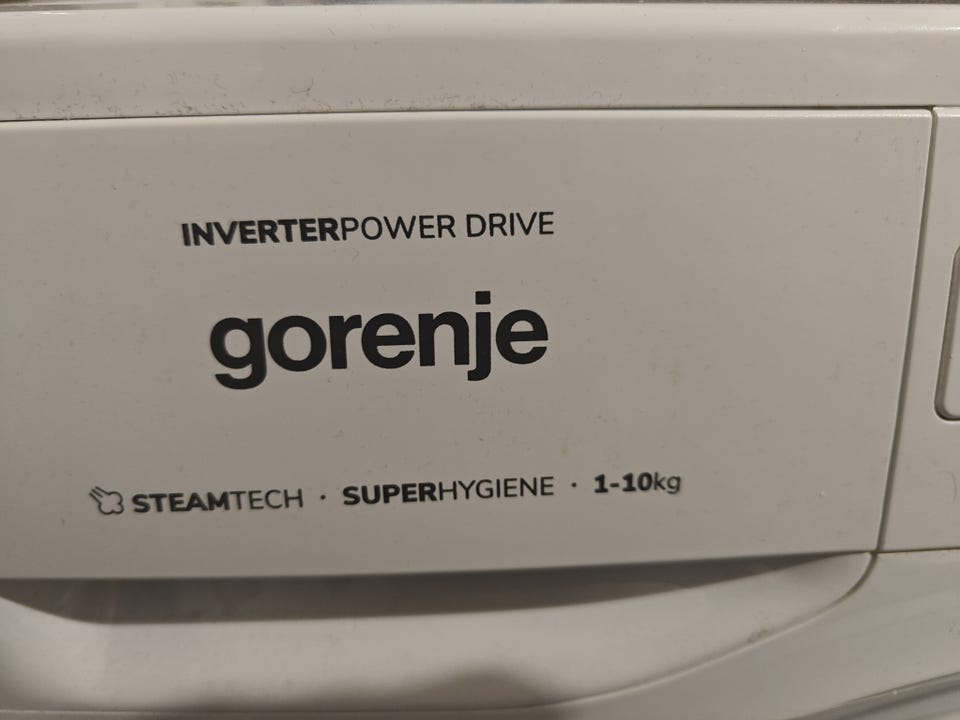 INVERTERPOWER DRIVE
gorenje
STEAMTECH · SUPERHYGIENE · 1-10kg